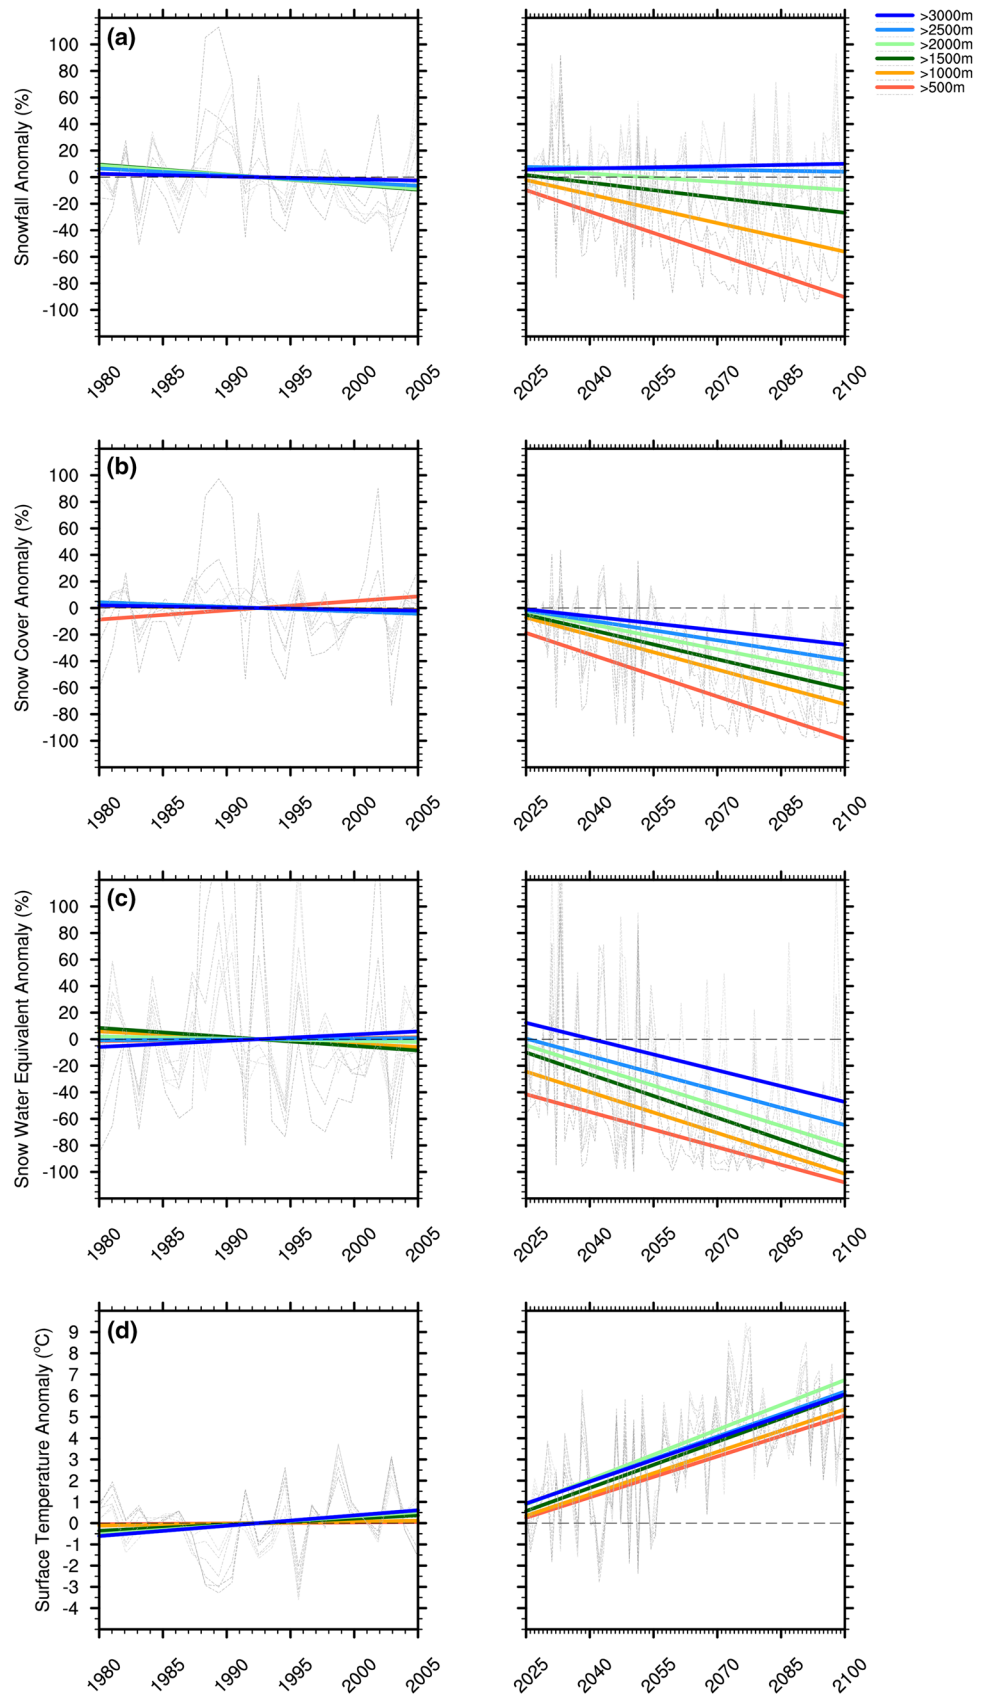 >3000m
>2500m
>2000m
>1500m
>1000m
>500m
(a)
Snowfall Anomaly (%)
100
80
60
40
20
0
-20
-40
-60
-80
-100
1980 1985 1990 1995 2000 2005
2025 2040 2055 2070 2085 2100
(b)
Snow Cover Anomaly (%)
100
80
60
40
20
0
-20
-40
-60
-80
-100
1980 1985 1990 1995 2000 2005
2025 2040 2055 2070 2085 2100
(c)
Snow Water Equivalent Anomaly (%)
100
80
60
40
20
0
-20
-40
-60
-80
-100
1980 1985 1990 1995 2000 2005
2025 2040 2055 2070 2085 2100
(d)
Surface Temperature Anomaly (°C)
9
8
7
6
5
4
3
2
1
0
-1
-2
-3
-4
1980 1985 1990 1995 2000 2005
2025 2040 2055 2070 2085 2100